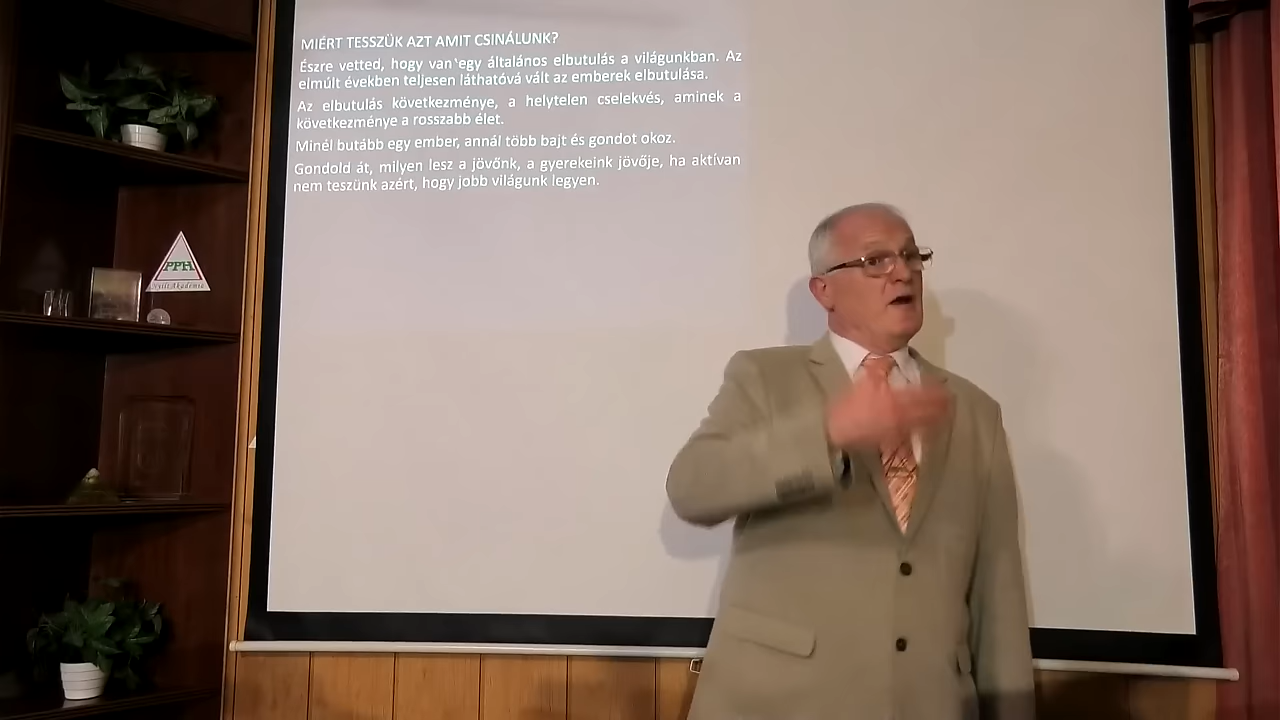 MIÉRT TESSZÜK AZT AMIT CSINÁLUNK?
Észre vetted, hogy van egy általános elbutulás a világunkban. Az
elmúlt években teljesen láthatóvá vált az emberek elbutulása.
Az elbutulás következménye, a helytelen cselekvés, aminek a
következménye a rosszabb élet.
Minél butább egy ember, annál több bajt és gondot okoz.
Gondold át, milyen lesz a jövőnk, a gyerekeink jövője, ha aktívan
nem teszünk azért, hogy jobb világunk legyen.
PPH
Nyílt Akadémia